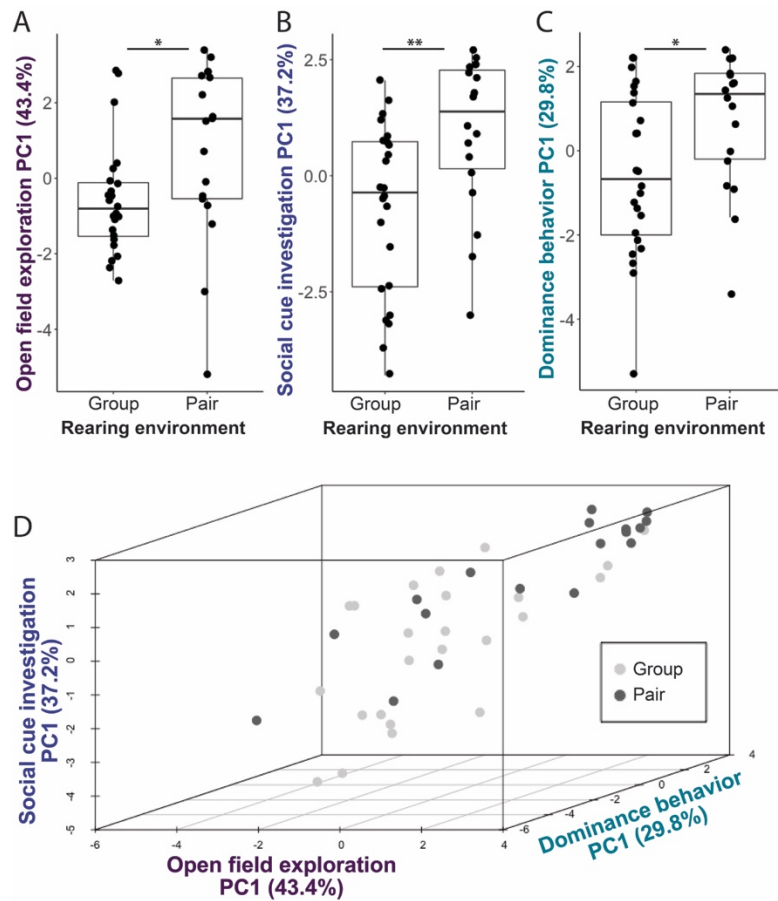 A
B
C
*
**
*
Open field exploration PC1 (43.4%)
2
0
-2
-4
Group
Pair
Rearing environment
Social cue investigation PC1 (37.2%)
2.5
0.0
-2.5
Group
Pair
Rearing environment
Dominance behavior PC1 (29.8%)
2
0
-2
-4
Group
Pair
Rearing environment
D
Social cue investigation
PC1 (37.2%)
3
2
1
0
-1
-2
-3
-4
-5
-6
-4
-2
0
2
4
Open field exploration
PC1 (43.4%)
-6
-4
-2
0
2
4
Dominance behavior
PC1 (29.8%)
Group
Pair